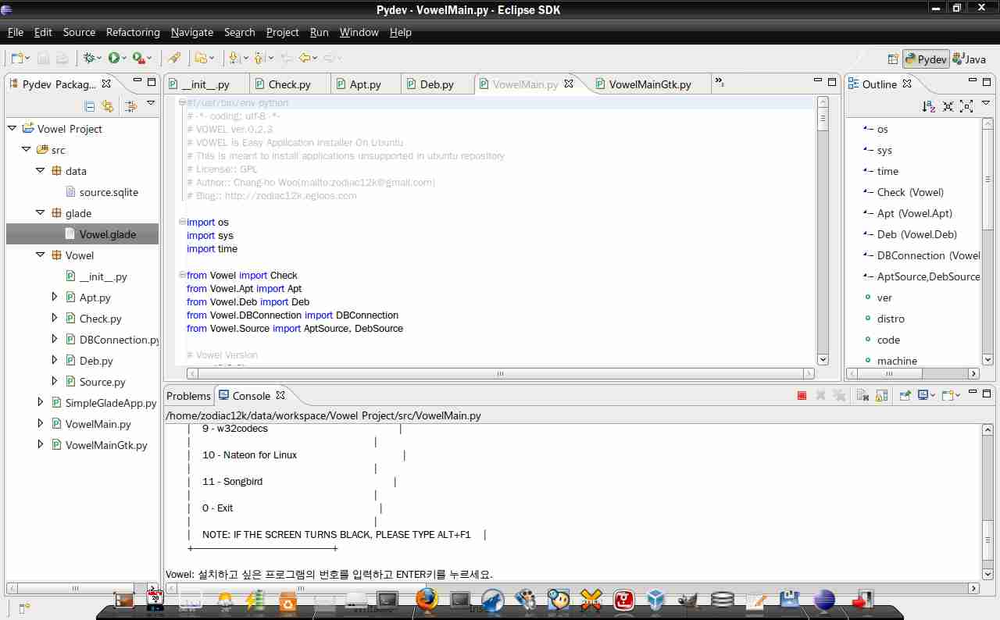 Pydev - VowelMain.py - Eclipse SDK
File Edit Source Refactoring Navigate Search Project Run Window Help
Pydev Java
Pydev Packag...
__init__.py Check.py Apt.py Deb.py VowelMain.py VowelMainGtk.py
Outline
Vowel Project
src
data
source.sqlite
glade
Vowel.glade
Vowel
__init__.py
Apt.py
Check.py
DBConnection.py
Deb.py
Source.py
SimpleGladeApp.py
VowelMain.py
VowelMainGtk.py
#!/usr/bin/env python
# -*- coding: utf-8 -*-
# VOWEL ver.0.2.3
# VOWEL is Easy Application Installer On Ubuntu
# This is meant to install applications unsupported in ubuntu repository
# License:: GPL
# Author:: Chang-ho Woo(mailto:zodiac12k@gmail.com)
# Blog:: http://zodiac12k.egloos.com
import os
import sys
import time
from Vowel import Check
from Vowel.Apt import Apt
from Vowel.Deb import Deb
from Vowel.DBConnection import DBConnection
from Vowel.Source import AptSource, DebSource
# Vowel Version
os
sys
time
Check (Vowel)
Apt (Vowel.Apt)
Deb (Vowel.Deb)
DBConnection (Vowel
AptSource,DebSource
ver
distro
code
machine
Problems Console
/home/zodiac12k/data/workspace/Vowel Project/src/VowelMain.py
| 9 - w32codecs |
| |
| 10 - Nateon for Linux |
| |
| 11 - Songbird |
| |
| 0 - Exit |
| |
| NOTE: IF THE SCREEN TURNS BLACK, PLEASE TYPE ALT+F1 |
Vowel: 설치하고 싶은 프로그램의 번호를 입력하고 ENTER키를 누르세요.